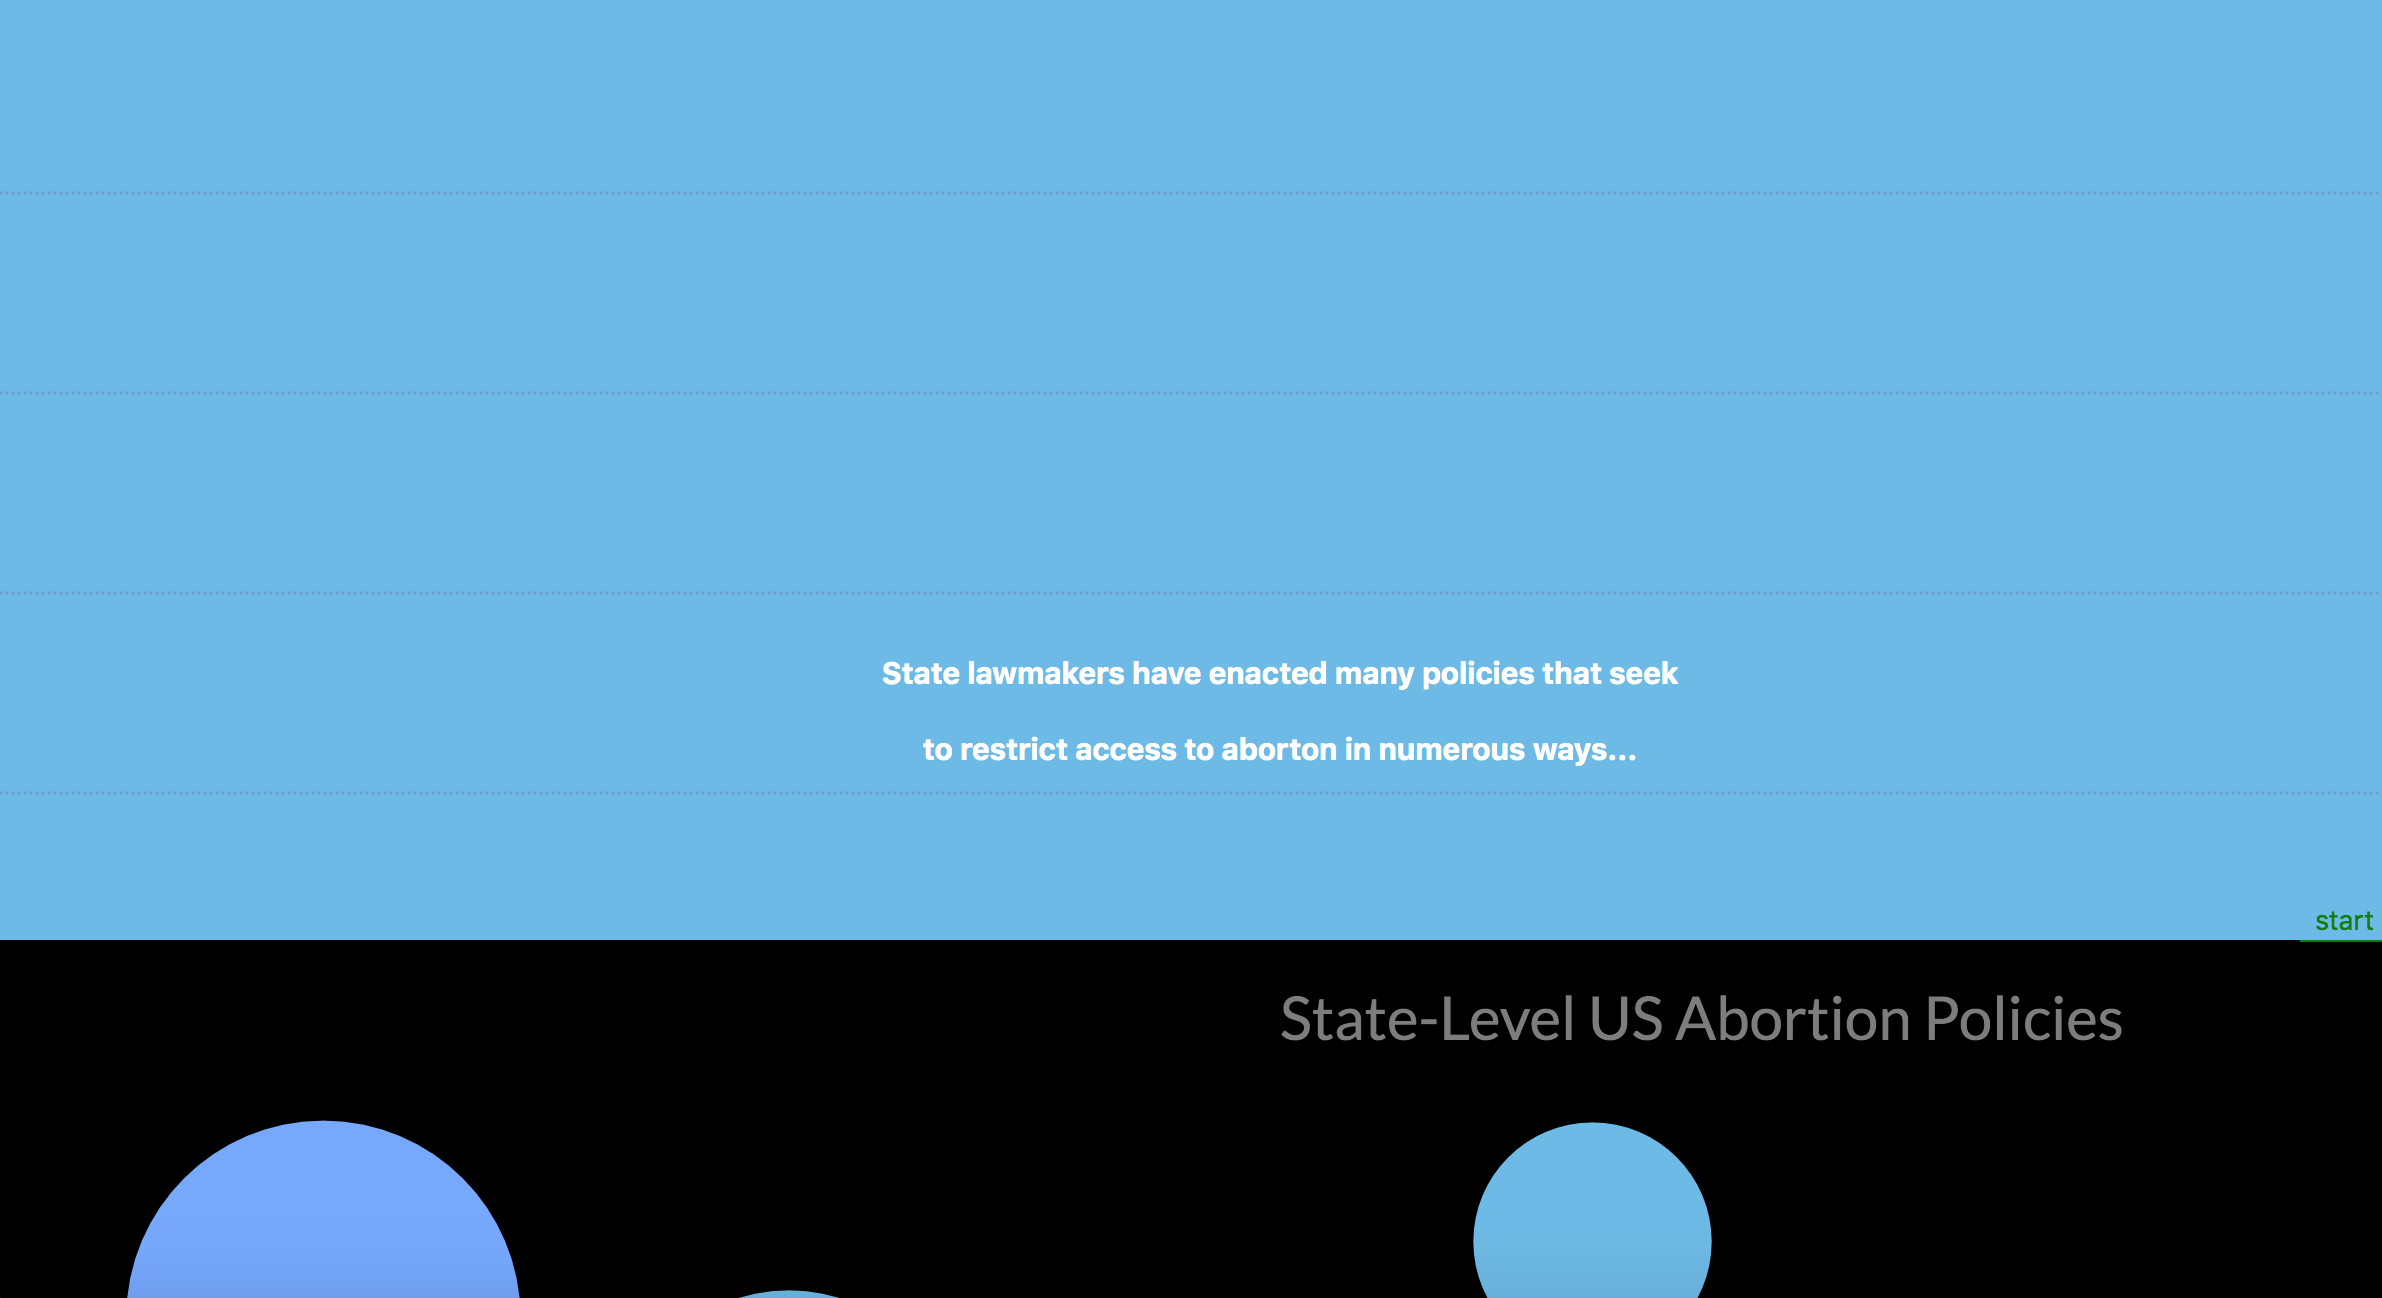 State lawmakers have enacted many policies that seek
to restrict access to aborton in numerous ways...
start
State-Level US Abortion Policies